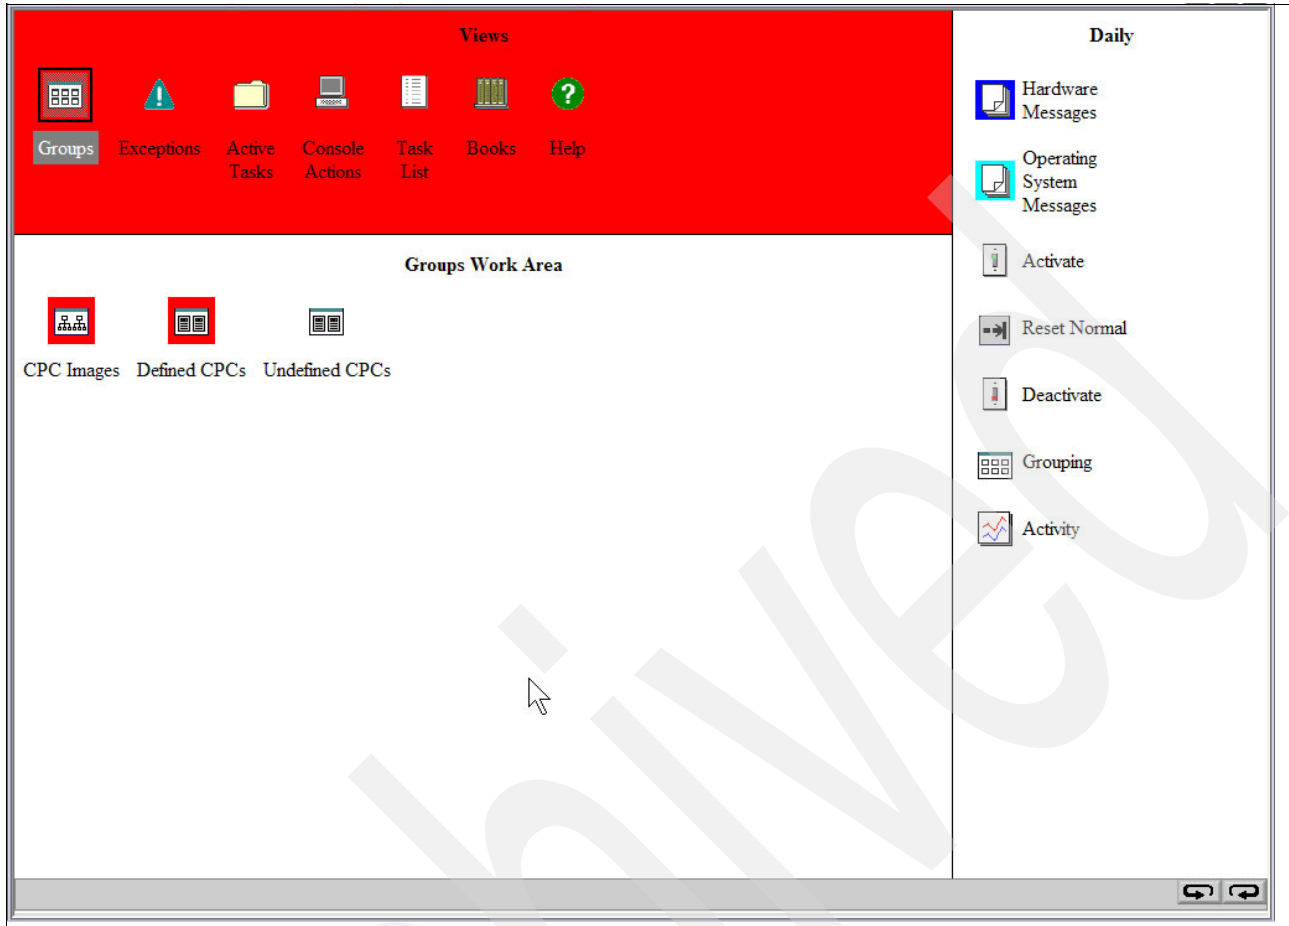 Views
Groups
Exceptions
Active
Tasks
Console
Actions
Task
List
Books
Help
Groups Work Area
CPC Images
Defined CPCs
Undefined CPCs
Daily
Hardware
Messages
Operating
System
Messages
Activate
Reset Normal
Deactivate
Grouping
Activity
hived